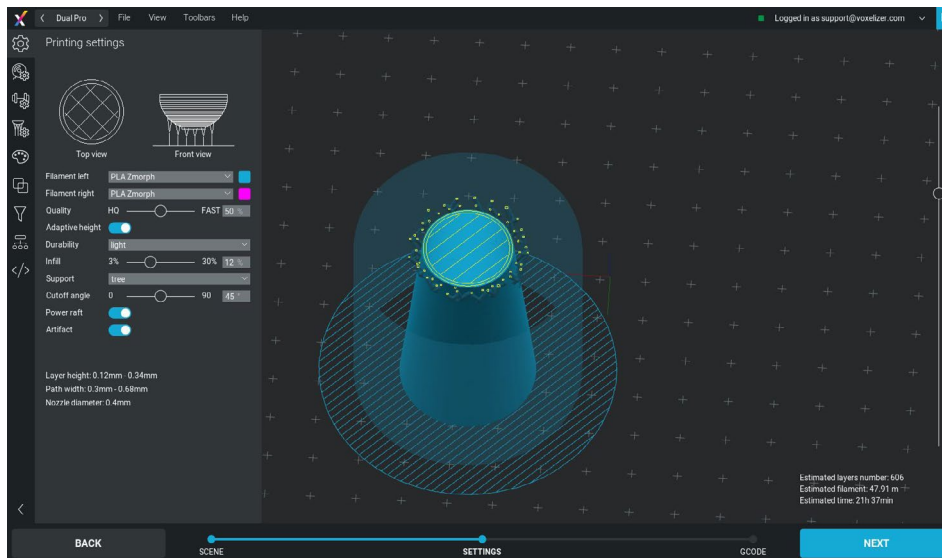 Dual Pro File View Toolbars Help Logged in as support@voxelizer.com
Printing settings
Top view Front view
Filament left PLA Zmorph
Filament right PLA Zmorph
Quality HQ FAST 50 %
Adaptive height
Durability light
Infill 3% 30% 12 %
Support tree
Cutoff angle 0 90 45 °
Power raft
Artifact
Layer height: 0.12mm - 0.34mm
Path width: 0.3mm - 0.68mm
Nozzle diameter: 0.4mm
Estimated layers number: 606
Estimated filament: 47.91 m
Estimated time: 21h 37min
BACK SCENE SETTINGS GCODE NEXT